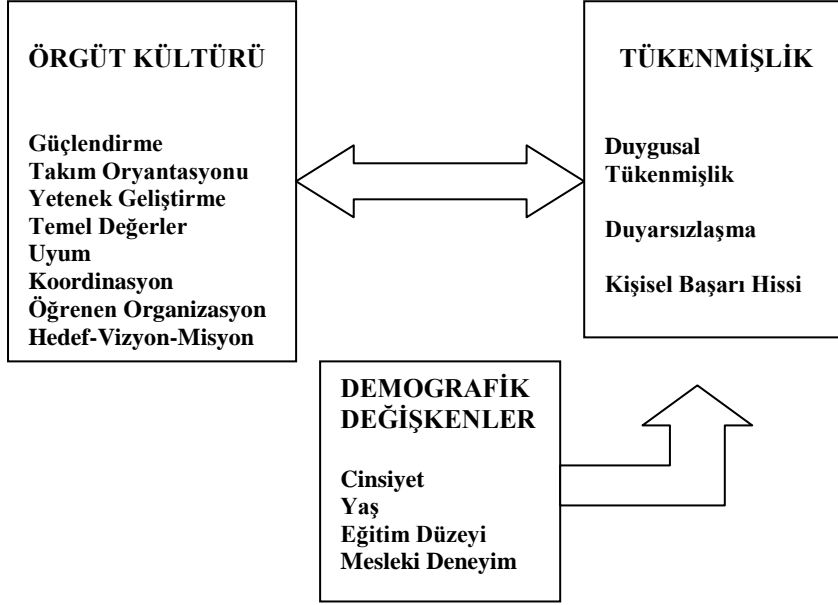 ÖRGÜT KÜLTÜRÜ
Güçlendirme
Takım Oryantasyonu
Yetenek Geliştirme
Temel Değerler
Uyum
Koordinasyon
Öğrenen Organizasyon
Hedef-Vizyon-Misyon
TÜKENMİŞLİK
Duygusal
Tükenmişlik
Duyarsızlaşma
Kişisel Başarı Hissi
DEMOGRAFİK
DEĞİŞKENLER
Cinsiyet
Yaş
Eğitim Düzeyi
Mesleki Deneyim